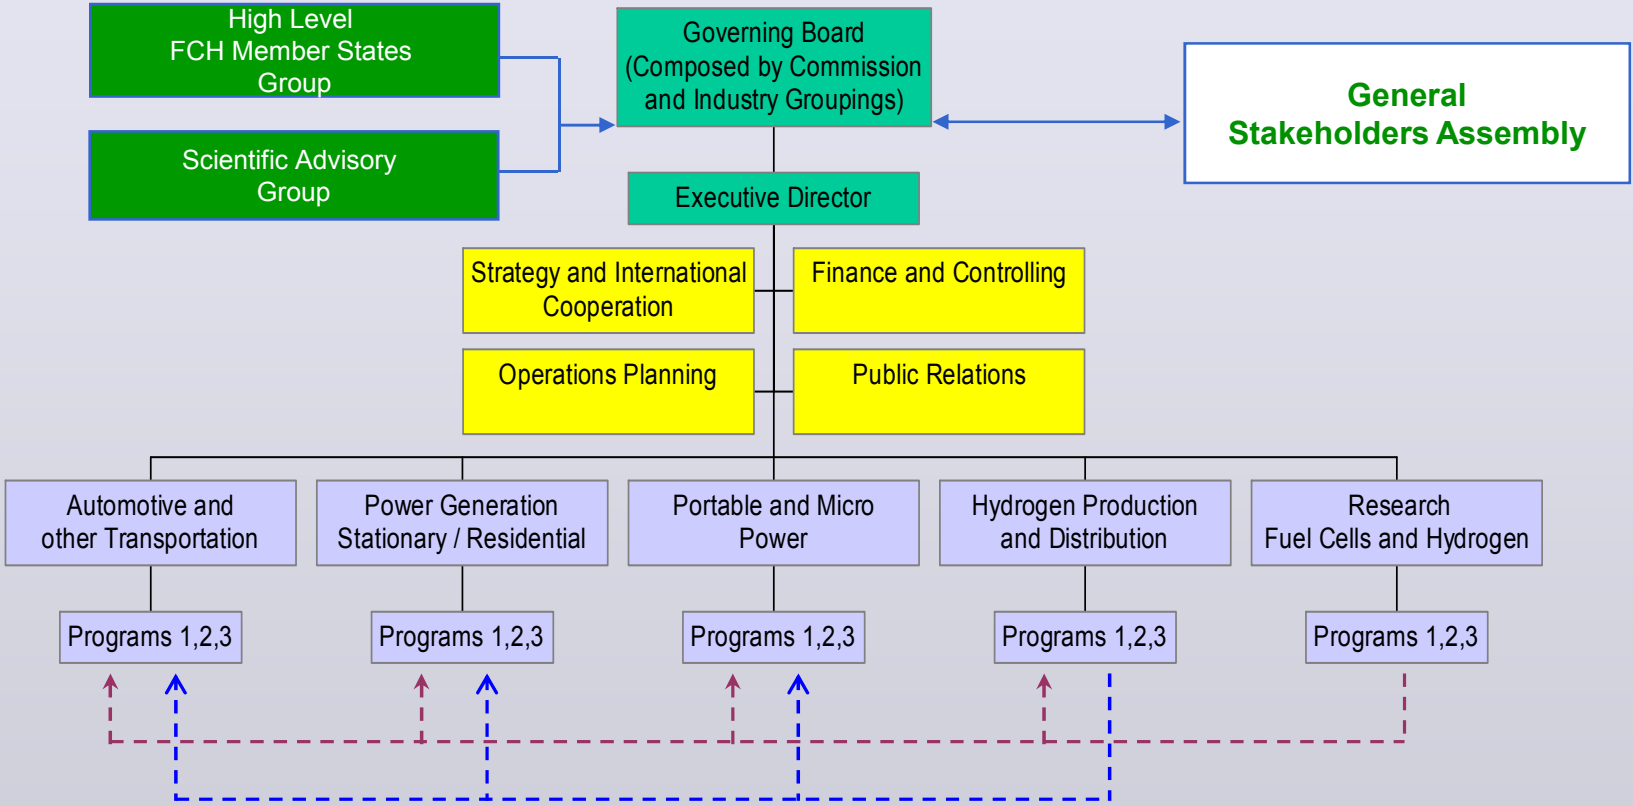 High Level
FCH Member States
Group
Governing Board
(Composed by Commission
and Industry Groupings)
General
Stakeholders Assembly
Scientific Advisory
Group
Executive Director
Strategy and International
Cooperation
Finance and Controlling
Operations Planning
Public Relations
Automotive and
other Transportation
Power Generation
Stationary / Residential
Portable and Micro
Power
Hydrogen Production
and Distribution
Research
Fuel Cells and Hydrogen
Programs 1,2,3
Programs 1,2,3
Programs 1,2,3
Programs 1,2,3
Programs 1,2,3